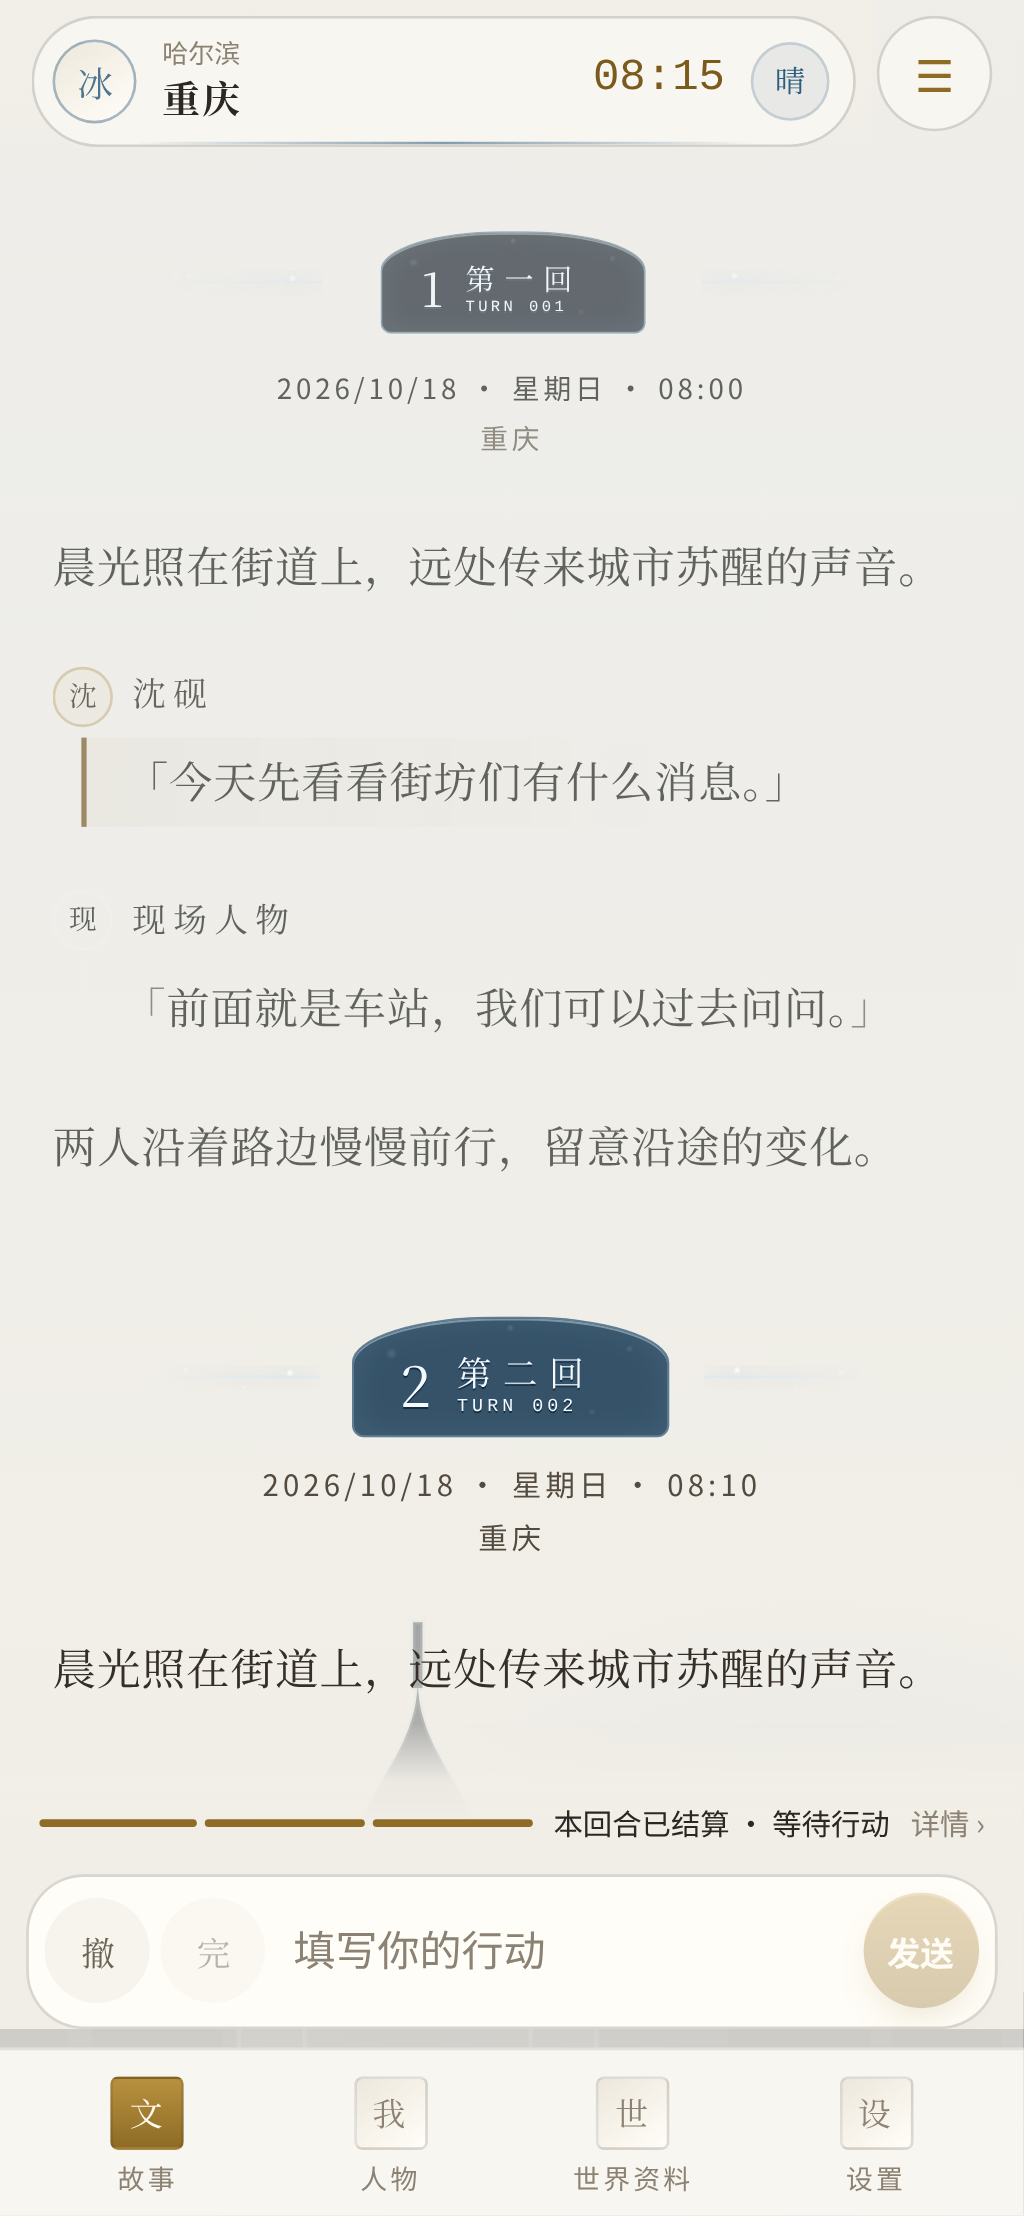 冰
哈尔滨
重庆
08:15
晴
☰
1
第一回
TURN 001
2026/10/18 · 星期日 · 08:00
重庆
晨光照在街道上，远处传来城市苏醒的声音。
沈 沈砚
「今天先看看街坊们有什么消息。」
现 现场人物
「前面就是车站，我们可以过去问问。」
两人沿着路边慢慢前行，留意沿途的变化。
2
第二回
TURN 002
2026/10/18 · 星期日 · 08:10
重庆
晨光照在街道上，远处传来城市苏醒的声音。
本回合已结算 · 等待行动 详情 ›
撤 完 填写你的行动 发送
文 我 世 设
故事 人物 世界资料 设置